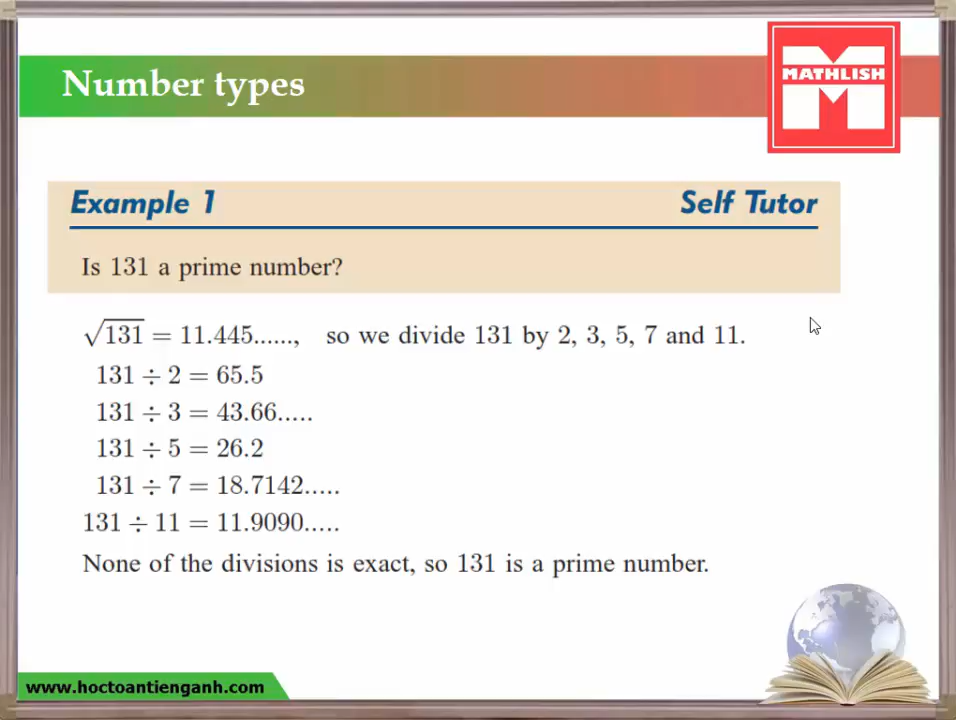 Number types
MATHLISH
Example 1 Self Tutor
Is 131 a prime number?
√131 = 11.445......, so we divide 131 by 2, 3, 5, 7 and 11.
131 ÷ 2 = 65.5
131 ÷ 3 = 43.66.....
131 ÷ 5 = 26.2
131 ÷ 7 = 18.7142.....
131 ÷ 11 = 11.9090.....
None of the divisions is exact, so 131 is a prime number.
www.hoctoantienganh.com